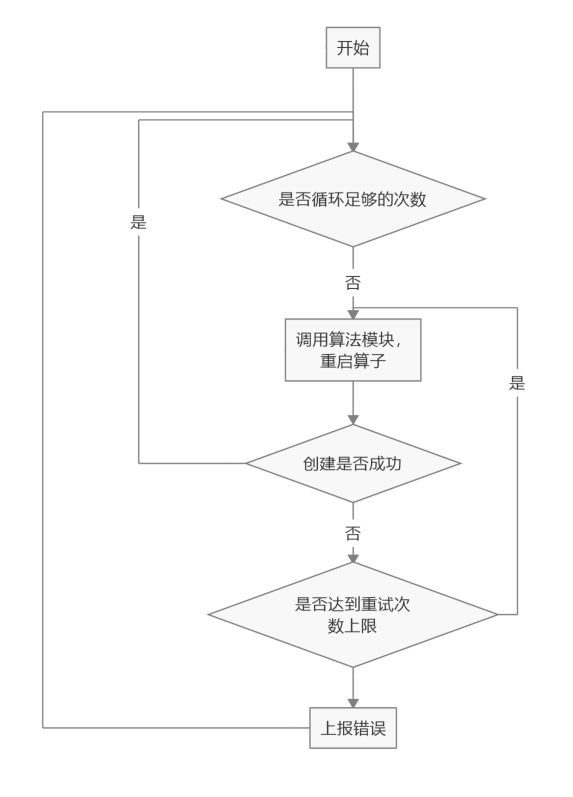 开始
是否循环足够的次数
是
否
调用算法模块，
重启算子
是
创建是否成功
否
是否达到重试次
数上限
上报错误